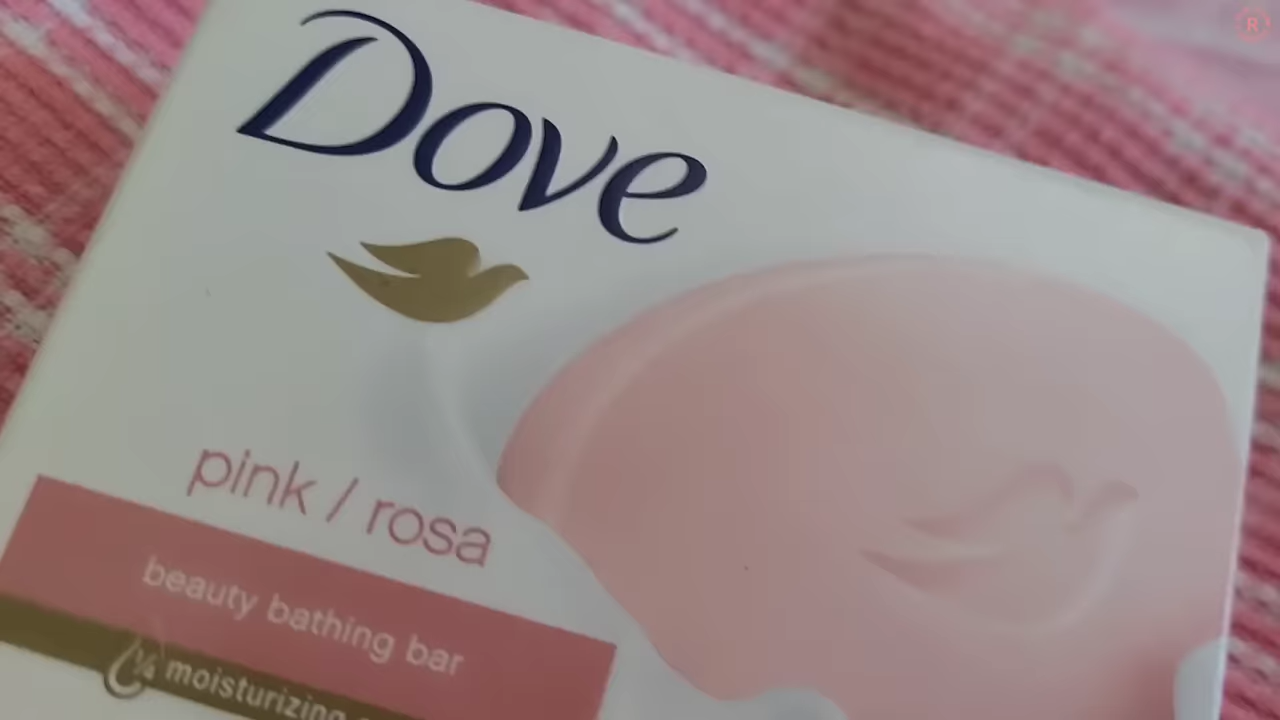 Dove
pink / rosa
beauty bathing bar
¼ moisturizing
R